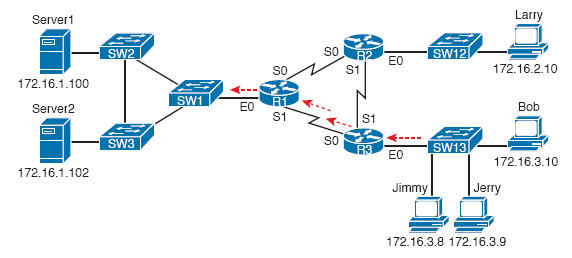 Server1
SW2
172.16.1.100
Server2
SW3
172.16.1.102
SW1
E0
S0
R1
S1
S0
R2
S1
E0
SW12
Larry
172.16.2.10
S1
S0
R3
E0
SW13
Bob
172.16.3.10
Jimmy
Jerry
172.16.3.8 172.16.3.9